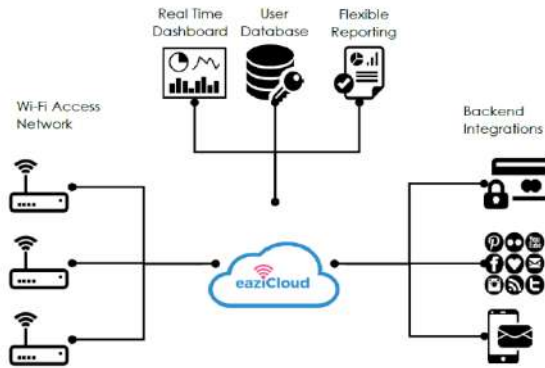 Real Time
Dashboard
User
Database
Flexible
Reporting
Wi-Fi Access
Network
Backend
Integrations
eaziCloud